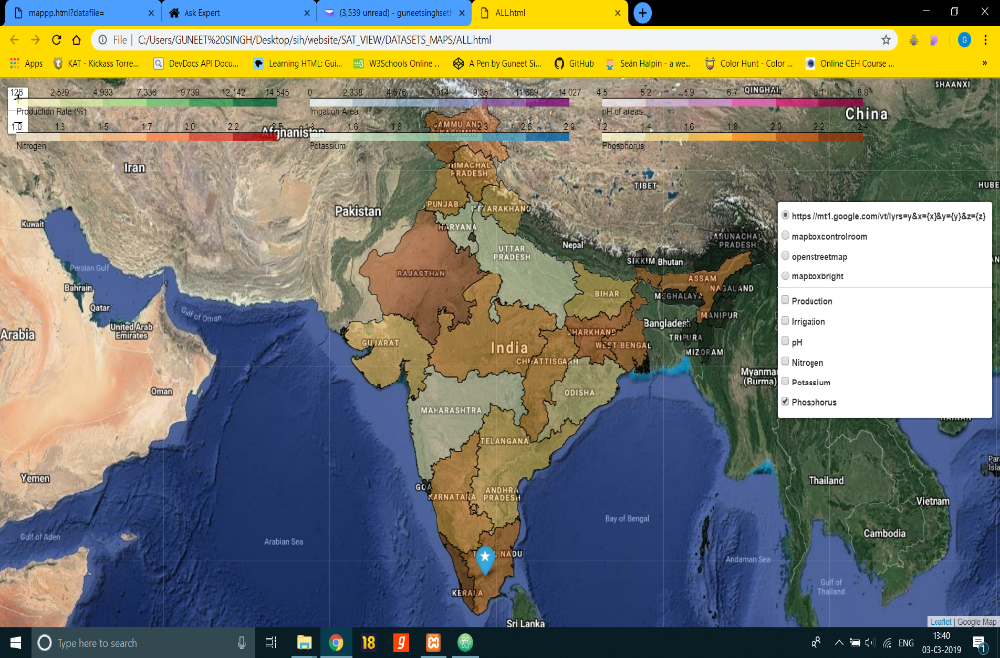 mappp.html?datafile=
Ask Expert
(3,539 unread) - guneetsinghseth
ALL.html
File | C:/Users/GUNEET%20SINGH/Desktop/sih/website/SAT_VIEW/DATASETS_MAPS/ALL.html
G
Apps
KAT - Kickass Torre...
DevDocs API Docu...
Learning HTML: Gui...
W3Schools Online ...
A Pen by Guneet Si...
GitHub
Seán Halpin - a we...
Color Hunt - Color ...
Online CEH Course ...
»
126 2,529 4,933 7,336 9,739 12,142 14,545
Production Rate (%)
0 2,338 4,676 7,014 9,351 11,689 14,027
Irrigation Area
4.5 5.2 5.9 6.7 8.1 8.8
pH of areas
1.0 1.3 1.5 1.8 2.0 2.2 2.5
Nitrogen
1.3 1.6 1.8 2.3 2.6 2.9
Potassium
1.2 1.4 1.6 1.8 2.0 2.2 2.4
Phosphorus
QINGHAI
SHAANXI
China
Afghanistan
JAMMU AND
Iran
HIMACHAL
PRADESH
TIBET
HUBE
PUNJAB
UTTARAKHAND
Pakistan
HARYANA
Kuwait
UTTAR
PRADESH
Nepal
SIKKIM
Bhutan
ARUNACHAL
PRADESH
Persian Gulf
RAJASTHAN
ASSAM
NAGALAND
Bahrain
BIHAR
MEGHALAYA
Qatar
Gulf of Oman
MANIPUR
United Arab
Emirates
Bangladesh
JHARKHAND
TRIPURA
Arabia
GUJARAT
India
WEST BENGAL
MIZORAM
CHHATTISGARH
Myanmar
(Burma)
Oman
ODISHA
MAHARASHTRA
TELANGANA
Yemen
GOA
KARNATAKA
ANDHRA
PRADESH
Thailand
Vietnam
Bay of Bengal
Gulf of Aden
Arabian Sea
Cambodia
TAMIL NADU
Andaman Sea
Gulf of
Thailand
KERALA
Sri Lanka
https://mt1.google.com/vt/lyrs=y&x={x}&y={y}&z={z}
mapboxcontrolroom
openstreetmap
mapboxbright
Production
Irrigation
pH
Nitrogen
Potassium
Phosphorus
Leaflet | Google Map
Type here to search
18
g
ENG
13:40
03-03-2019
1